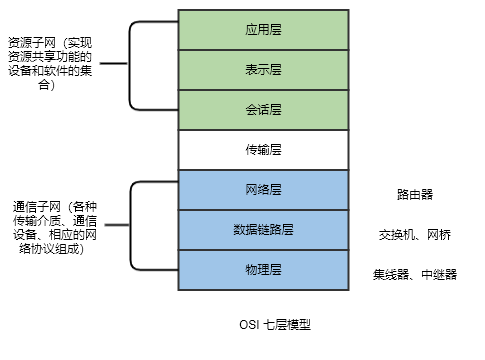 应用层
资源子网（实现
资源共享功能的
设备和软件的集
合）
表示层
会话层
传输层
网络层
路由器
通信子网（各种
传输介质、通信
设备、相应的网
络协议组成）
数据链路层
交换机、网桥
物理层
集线器、中继器
OSI 七层模型